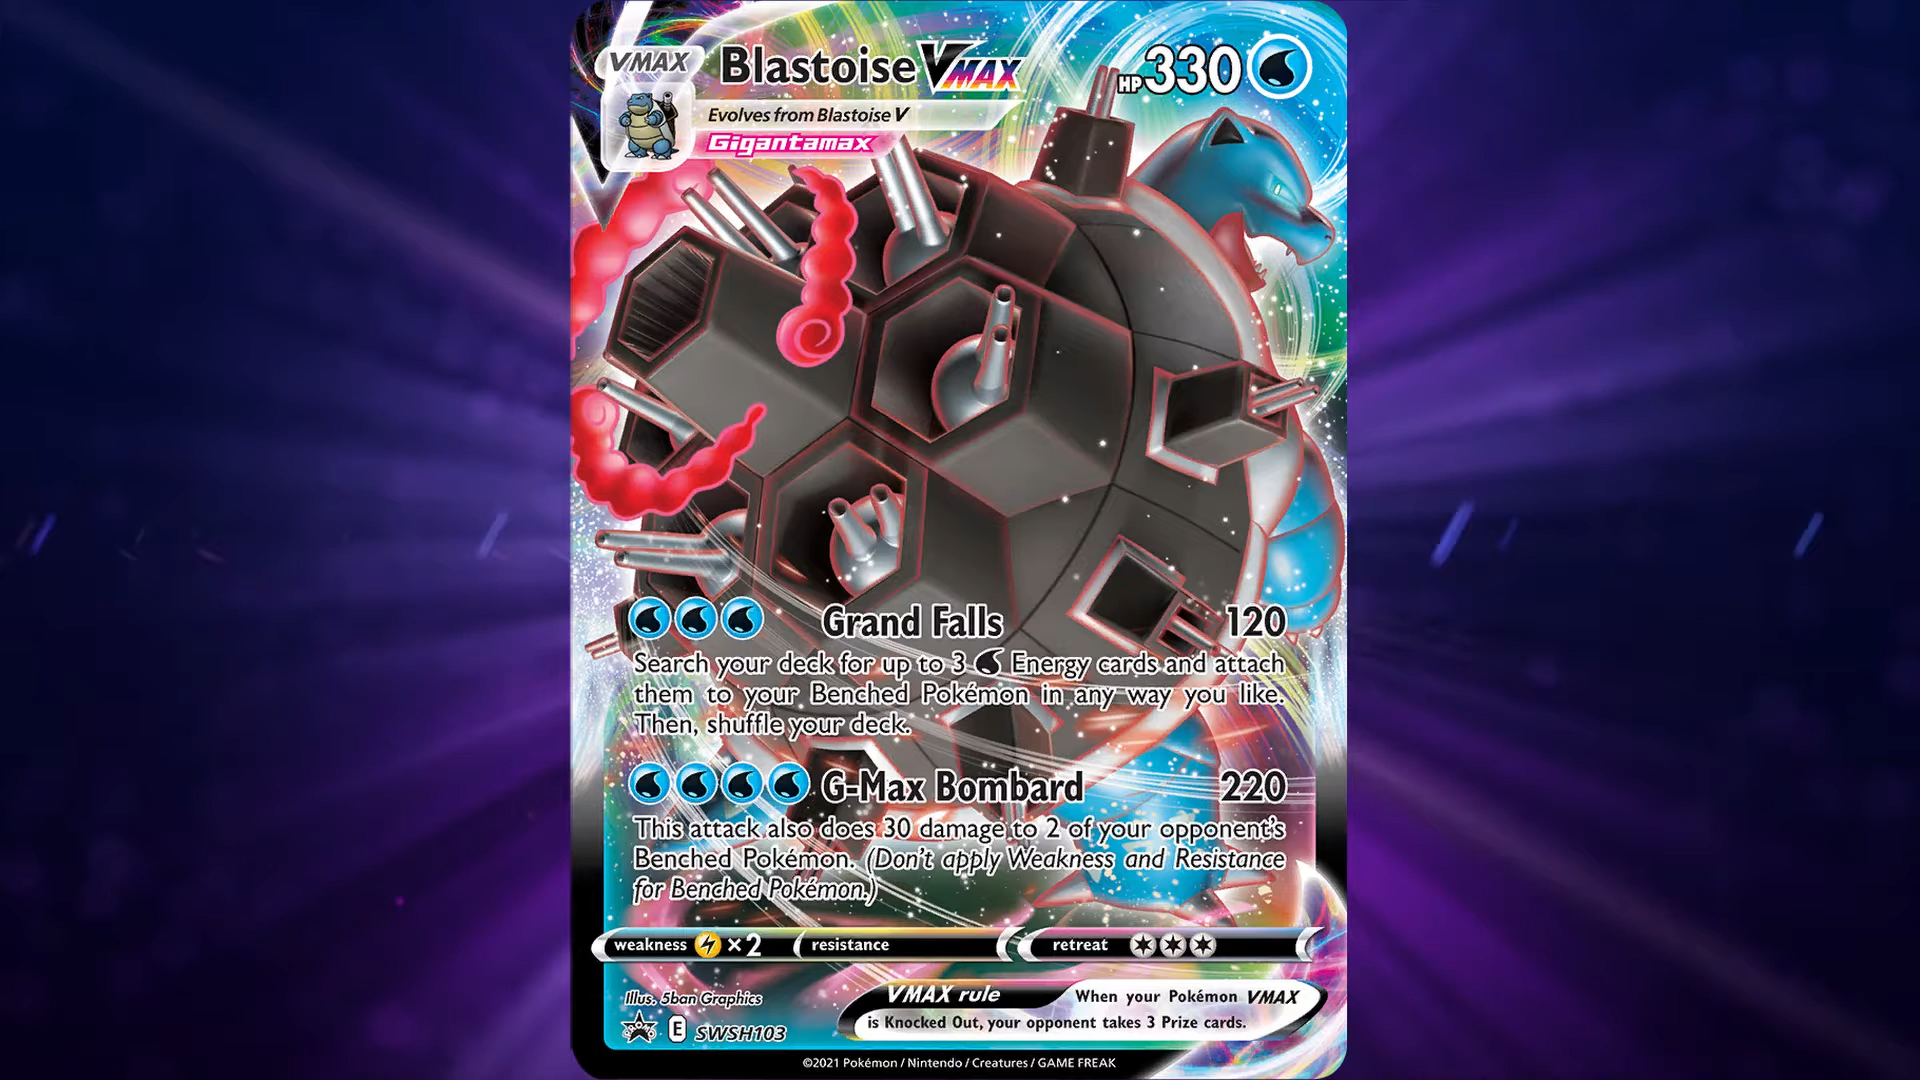 VMAX
Blastoise VMAX
HP 330
Evolves from Blastoise V
Gigantamax
Grand Falls 120
Search your deck for up to 3 Energy cards and attach
them to your Benched Pokémon in any way you like.
Then, shuffle your deck.
G-Max Bombard 220
This attack also does 30 damage to 2 of your opponent's
Benched Pokémon. (Don't apply Weakness and Resistance
for Benched Pokémon.)
weakness ×2 resistance retreat
Illus. 5ban Graphics
VMAX rule When your Pokémon VMAX
is Knocked Out, your opponent takes 3 Prize cards.
E SWSH103
©2021 Pokémon / Nintendo / Creatures / GAME FREAK